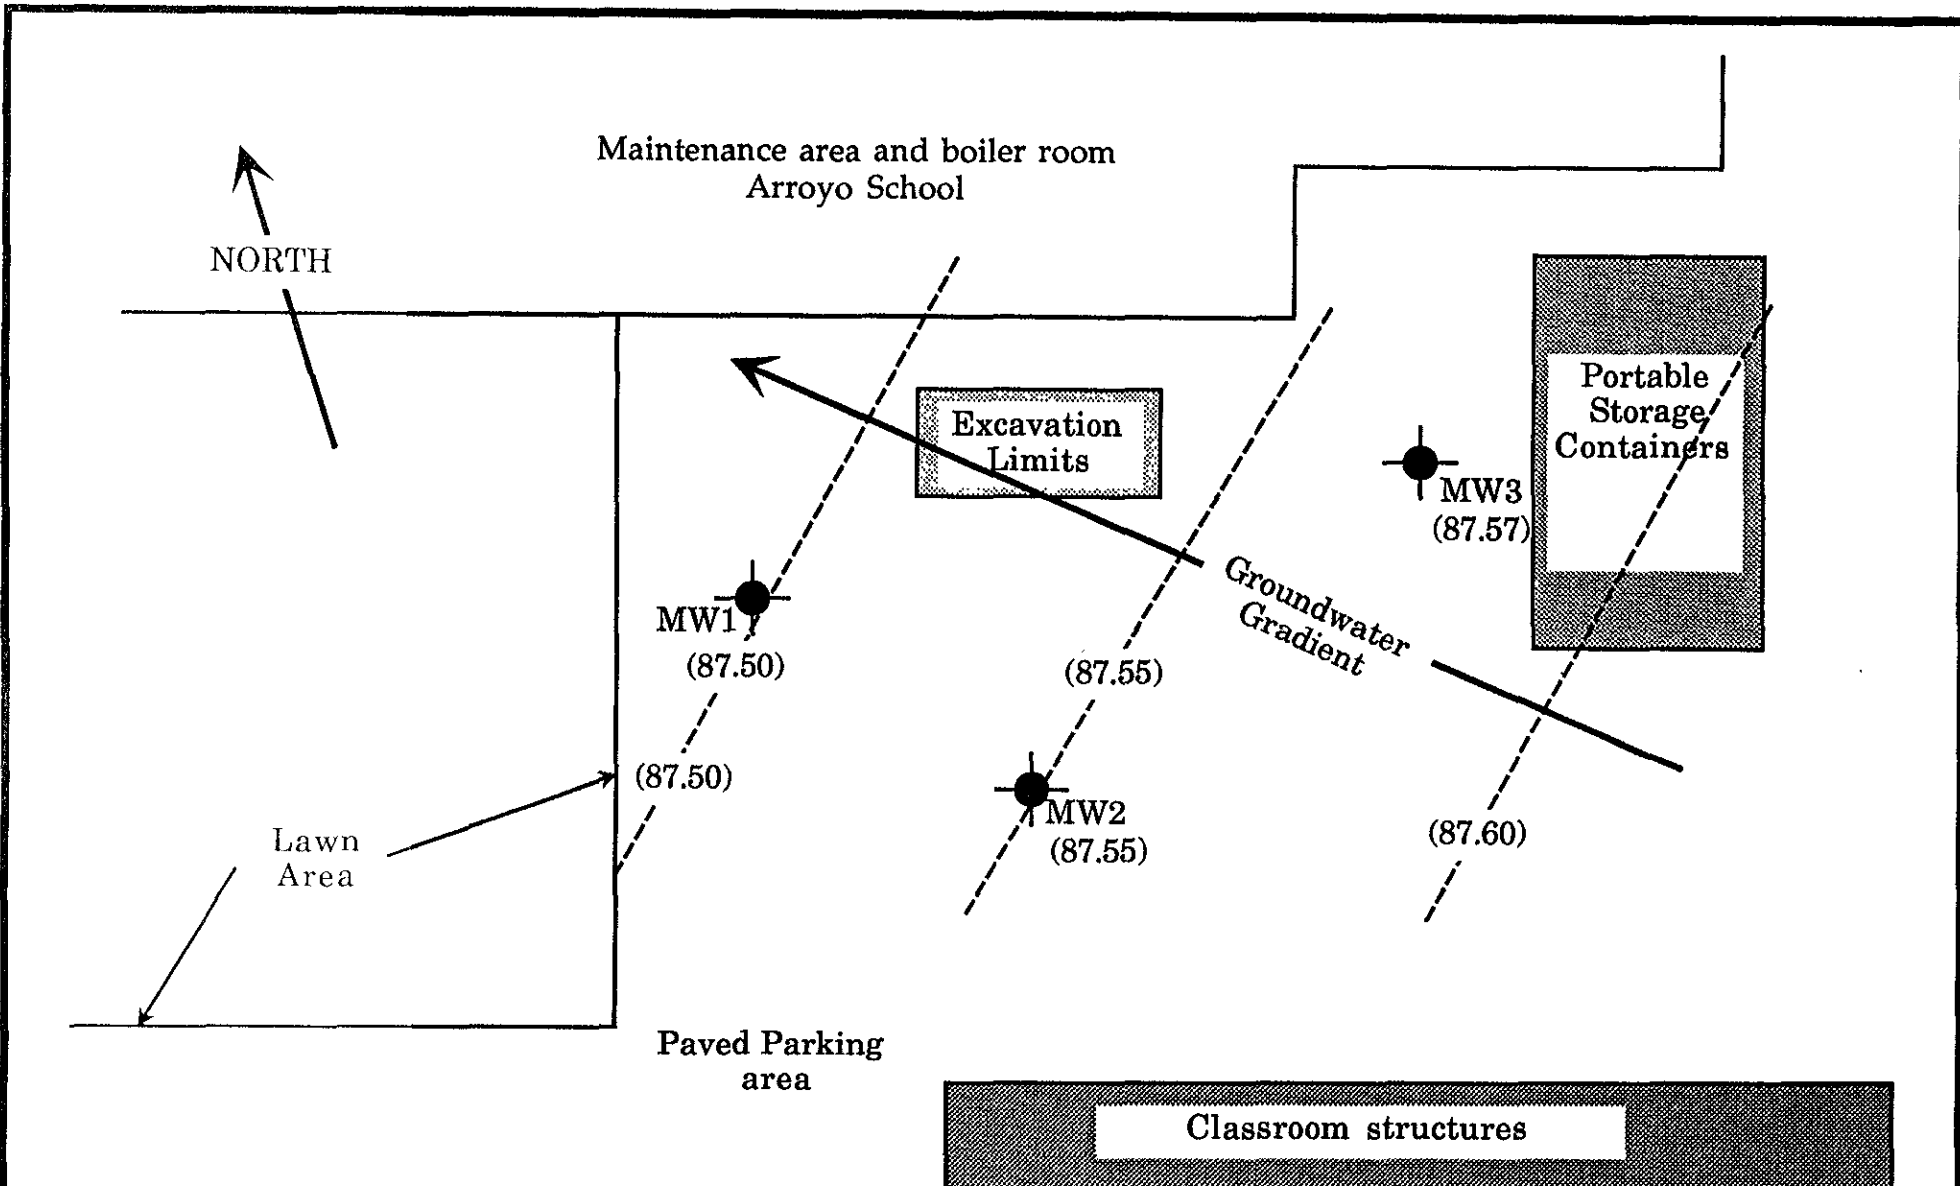 Maintenance area and boiler room
Arroyo School
NORTH
Portable
Storage
Containers
Excavation
Limits
MW3
(87.57)
Groundwater
Gradient
MW1
(87.50)
(87.55)
(87.50)
MW2
(87.55)
(87.60)
Lawn
Area
Paved Parking
area
Classroom structures